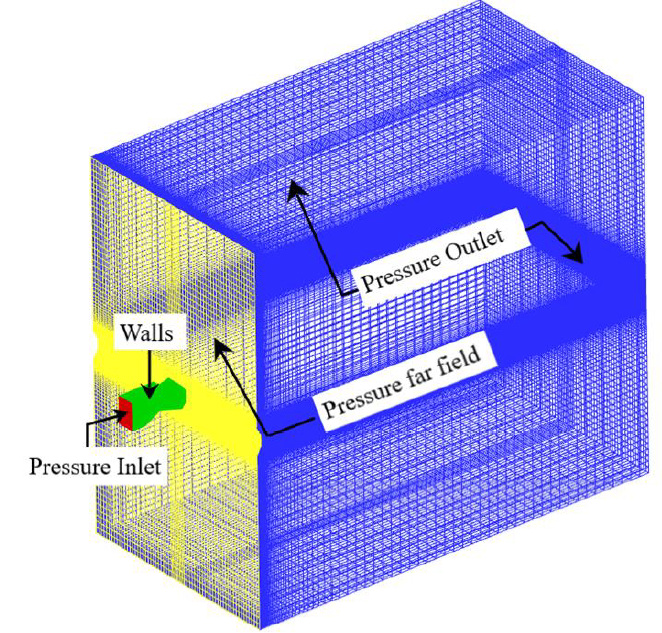 Pressure Outlet
Walls
Pressure far field
Pressure Inlet